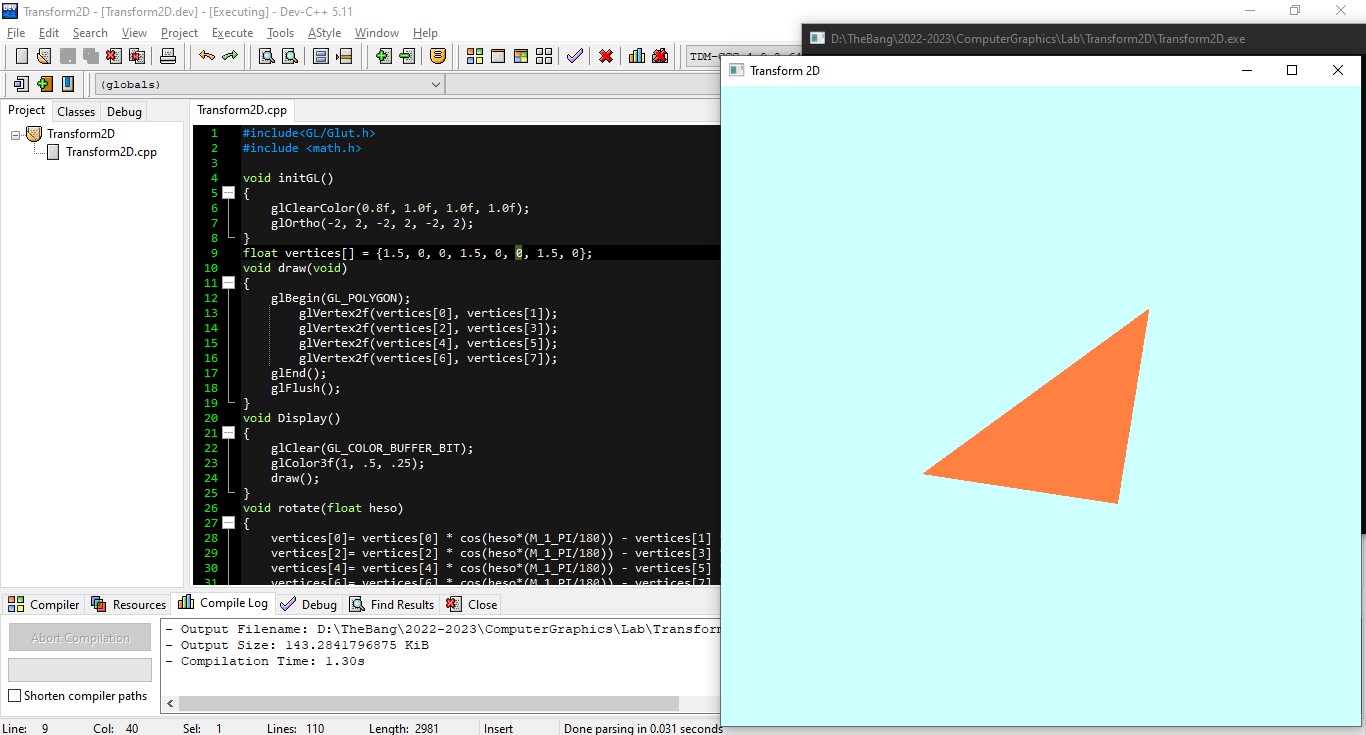 Transform2D - [Transform2D.dev] - [Executing] - Dev-C++ 5.11
File Edit Search View Project Execute Tools AStyle Window Help
D:\TheBang\2022-2023\ComputerGraphics\Lab\Transform2D\Transform2D.exe
Transform 2D
(globals)
Project Classes Debug
Transform2D.cpp
Transform2D
Transform2D.cpp
1 #include<GL/Glut.h>
2 #include <math.h>
3
4 void initGL()
5 {
6 glClearColor(0.8f, 1.0f, 1.0f, 1.0f);
7 glOrtho(-2, 2, -2, 2, -2, 2);
8 }
9 float vertices[] = {1.5, 0, 0, 1.5, 0, 0, 1.5, 0};
10 void draw(void)
11 {
12 glBegin(GL_POLYGON);
13 glVertex2f(vertices[0], vertices[1]);
14 glVertex2f(vertices[2], vertices[3]);
15 glVertex2f(vertices[4], vertices[5]);
16 glVertex2f(vertices[6], vertices[7]);
17 glEnd();
18 glFlush();
19 }
20 void Display()
21 {
22 glClear(GL_COLOR_BUFFER_BIT);
23 glColor3f(1, .5, .25);
24 draw();
25 }
26 void rotate(float heso)
27 {
28 vertices[0]= vertices[0] * cos(heso*(M_1_PI/180)) - vertices[1]
29 vertices[2]= vertices[2] * cos(heso*(M_1_PI/180)) - vertices[3]
30 vertices[4]= vertices[4] * cos(heso*(M_1_PI/180)) - vertices[5]
31 vertices[6]= vertices[6] * cos(heso*(M_1_PI/180)) - vertices[7]
Compiler Resources Compile Log Debug Find Results Close
Abort Compilation
Shorten compiler paths
- Output Filename: D:\TheBang\2022-2023\ComputerGraphics\Lab\Transfor
- Output Size: 143.2841796875 KiB
- Compilation Time: 1.30s
Line: 9 Col: 40 Sel: 1 Lines: 110 Length: 2981 Insert Done parsing in 0.031 seconds